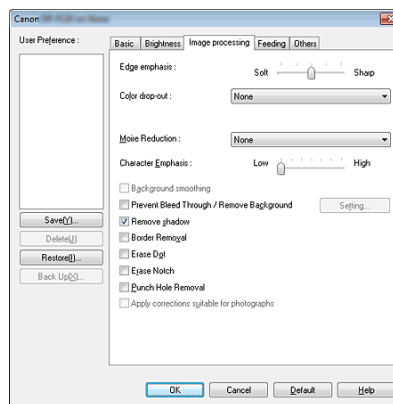 Canon
User Preference :
Basic Brightness Image processing Feeding Others
Edge emphasis :
Soft Sharp
Color drop-out :
None
Moire Reduction :
None
Character Emphasis :
Low High
Background smoothing
Prevent Bleed Through / Remove Background
Setting...
Remove shadow
Border Removal
Erase Dot
Erase Notch
Punch Hole Removal
Apply corrections suitable for photographs
Save(Y)...
Delete(J)
Restore(I)...
Back Up(K)...
OK Cancel Default Help